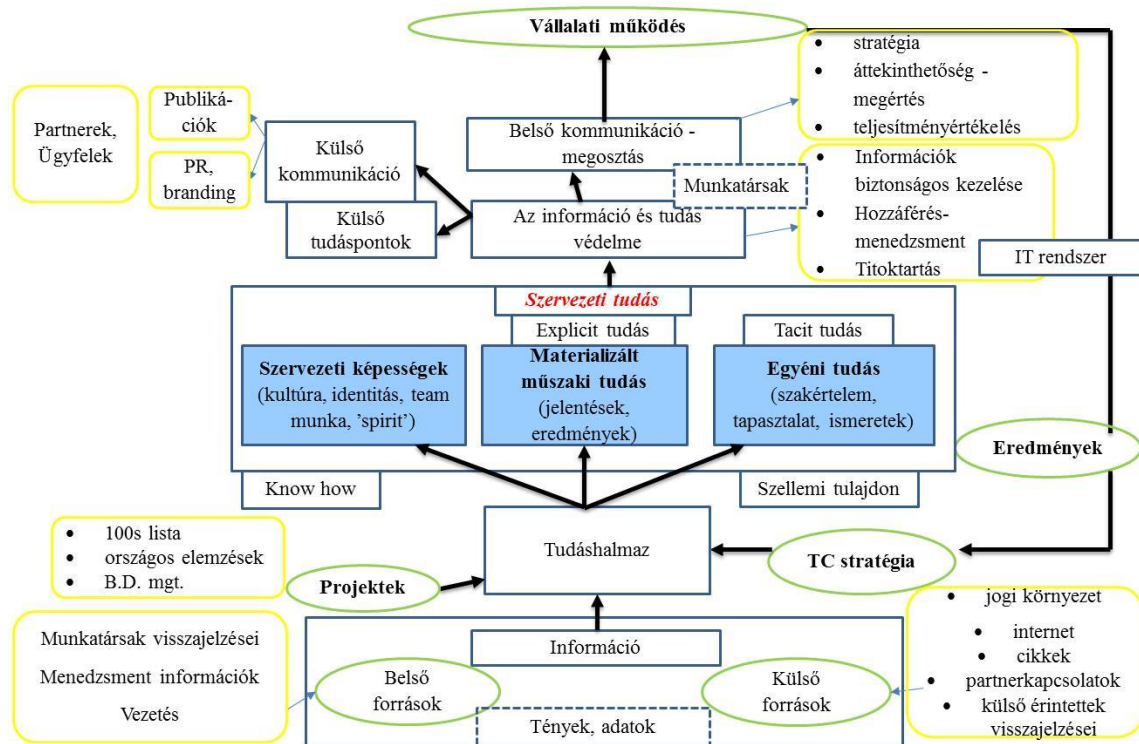 Vállalati működés
• stratégia
• áttekinthetőség -
megértés
• teljesítményértékelés
Partnerek,
Ügyfelek
Publiká-
ciók
PR,
branding
Külső
kommunikáció
Külső
tudáspontok
Belső kommunikáció -
megosztás
Munkatársak
Az információ és tudás
védelme
• Információk
biztonságos kezelése
• Hozzáférés-
menedzsment
• Titoktartás
IT rendszer
Szervezeti tudás
Explicit tudás
Tacit tudás
Szervezeti képességek
(kultúra, identitás, team
munka, ’spirit’)
Materializált
műszaki tudás
(jelentések,
eredmények)
Egyéni tudás
(szakértelem,
tapasztalat, ismeretek)
Eredmények
Know how
Szellemi tulajdon
• 100s lista
• országos elemzések
• B.D. mgt.
Tudáshalmaz
TC stratégia
Projektek
Munkatársak visszajelzései
Menedzsment információk
Vezetés
Információ
Belső
források
Külső
források
Tények, adatok
• jogi környezet
• internet
• cikkek
• partnerkapcsolatok
• külső érintettek
visszajelzései